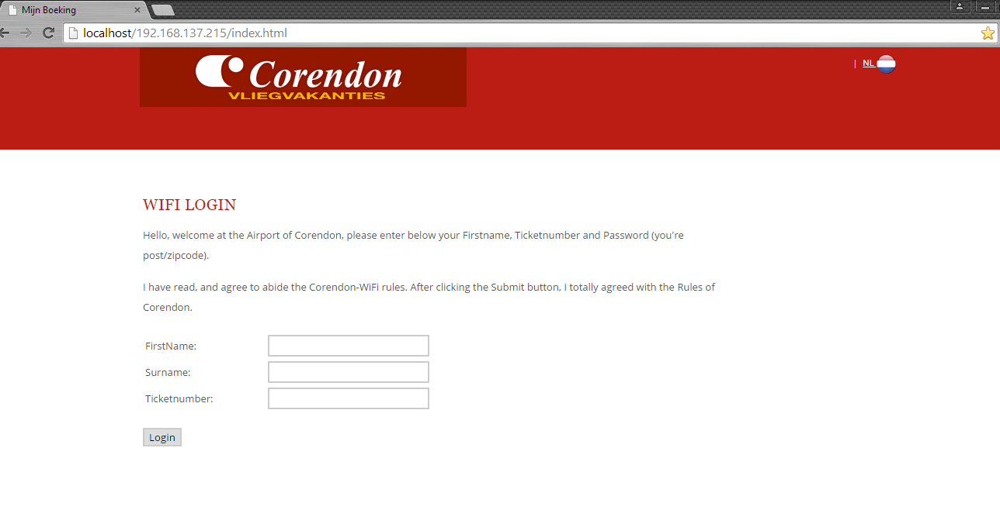 Mijn Boeking
localhost/192.168.137.215/index.html
Corendon
VLIEGVAKANTIES
| NL
WIFI LOGIN
Hello, welcome at the Airport of Corendon, please enter below your Firstname, Ticketnumber and Password (you're
post/zipcode).
I have read, and agree to abide the Corendon-WiFi rules. After clicking the Submit button, I totally agreed with the Rules of
Corendon.
FirstName:
Surname:
Ticketnumber:
Login